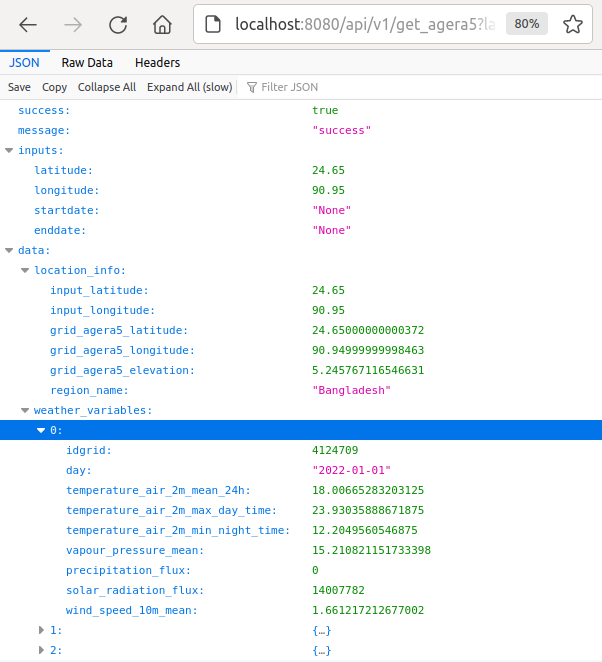 localhost:8080/api/v1/get_agera5?la 80%
JSON Raw Data Headers
Save Copy Collapse All Expand All (slow) Filter JSON
success: true
message: "success"
inputs:
latitude: 24.65
longitude: 90.95
startdate: "None"
enddate: "None"
data:
location_info:
input_latitude: 24.65
input_longitude: 90.95
grid_agera5_latitude: 24.65000000000372
grid_agera5_longitude: 90.94999999998463
grid_agera5_elevation: 5.245767116546631
region_name: "Bangladesh"
weather_variables:
0:
idgrid: 4124709
day: "2022-01-01"
temperature_air_2m_mean_24h: 18.00665283203125
temperature_air_2m_max_day_time: 23.93035888671875
temperature_air_2m_min_night_time: 12.2049560546875
vapour_pressure_mean: 15.210821151733398
precipitation_flux: 0
solar_radiation_flux: 14007782
wind_speed_10m_mean: 1.661217212677002
1: {…}
2: {…}